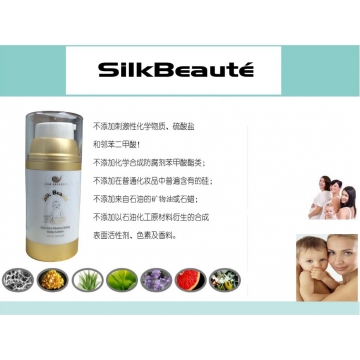 SilkBeauté
不添加刺激性化学物质、硫酸盐
和邻苯二甲酸！
不添加化学合成防腐剂苯甲酸酯类；
不添加在普通化妆品中普遍含有的硅；
不添加来自石油的矿物油或石蜡；
不添加以石油化工原材料衍生的合成
表面活性剂、色素及香料。
Silk Beauté